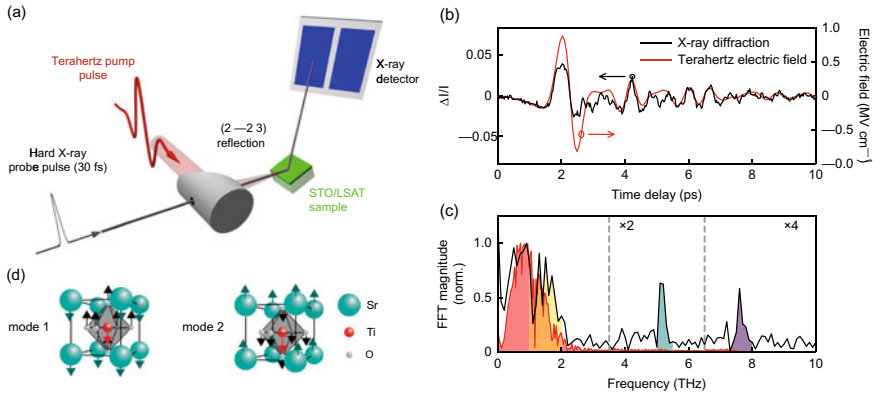 (a)
Terahertz pump
pulse
X-ray
detector
(2 —2 3)
reflection
Hard X-ray
probe pulse (30 fs)
STO/LSAT
sample
(b)
X-ray diffraction
Terahertz electric field
ΔI/I
0.05
0
—0.05
1.0
0.5
0
—0.5
—0.0
Electric field (MV cm—¹)
0 2 4 6 8 10
Time delay (ps)
(c)
×2
×4
FFT magnitude
(norm.)
1.0
0.5
0
0 2 4 6 8 10
Frequency (THz)
(d)
mode 1
mode 2
Sr
Ti
O